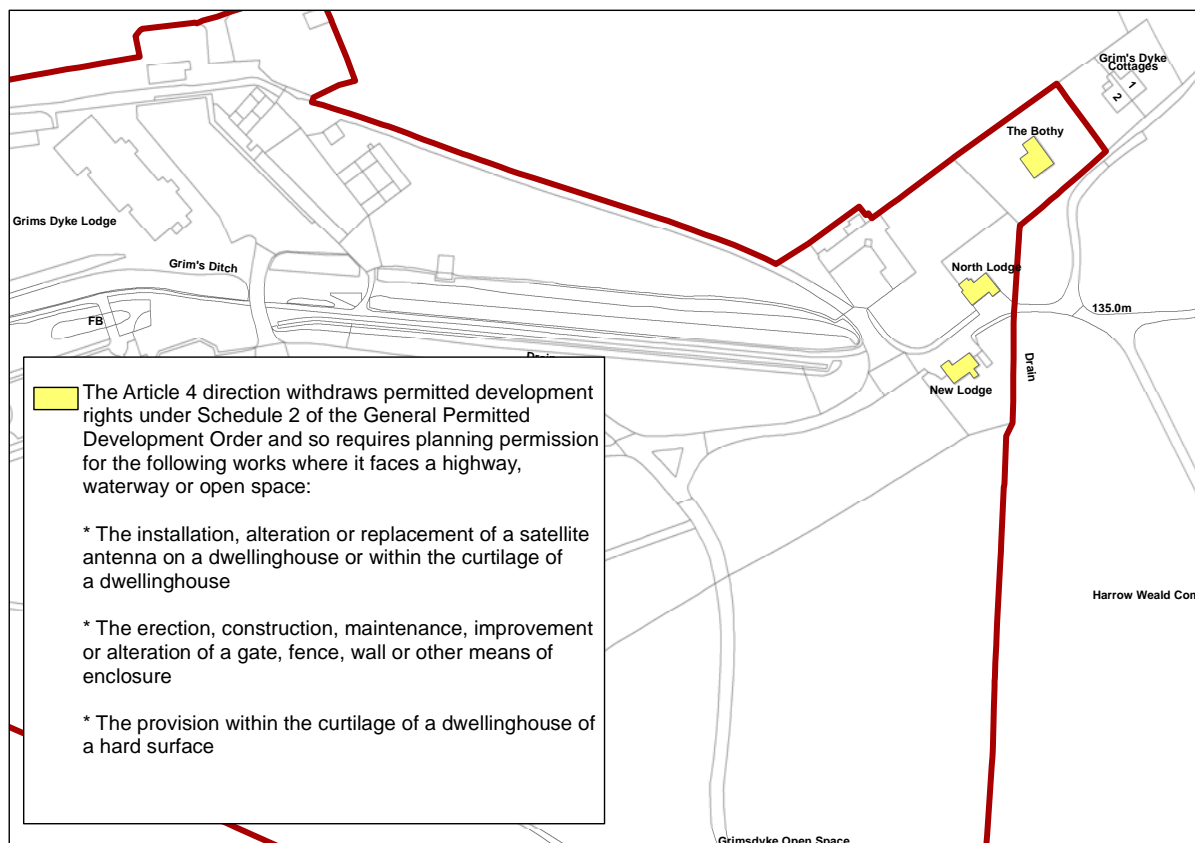 Grim's Dyke
Cottages
1
2
The Bothy
Grims Dyke Lodge
Grim's Ditch
North Lodge
FB
135.0m
Drain
New Lodge
The Article 4 direction withdraws permitted development
rights under Schedule 2 of the General Permitted
Development Order and so requires planning permission
for the following works where it faces a highway,
waterway or open space:
* The installation, alteration or replacement of a satellite
antenna on a dwellinghouse or within the curtilage of
a dwellinghouse
* The erection, construction, maintenance, improvement
or alteration of a gate, fence, wall or other means of
enclosure
* The provision within the curtilage of a dwellinghouse of
a hard surface
Harrow Weald Com
Grimsdyke Open Space